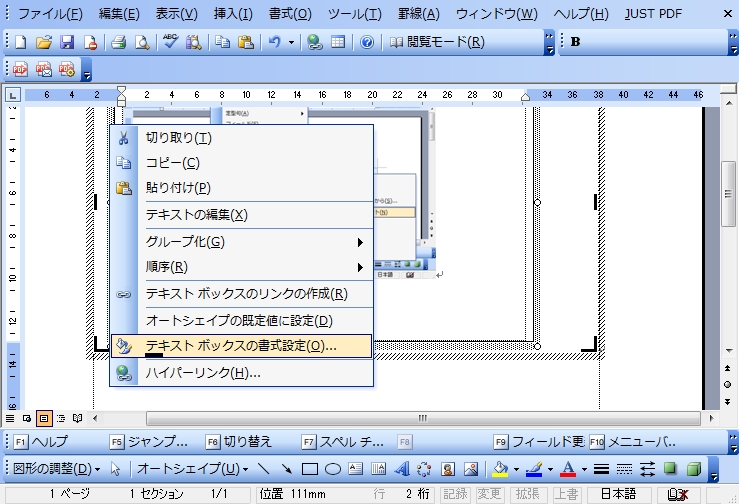 ファイル(F) 編集(E) 表示(V) 挿入(I) 書式(O) ツール(T) 罫線(A) ウィンドウ(W) ヘルプ(H) JUST PDF
閲覧モード(R) B
6 4 2 2 4 6 8 10 12 14 16 18 20 22 24 26 28 30 32 34 36 38 40 42 44 46
切り取り(T)
コピー(C)
貼り付け(P)
テキストの編集(X)
グループ化(G)
順序(R)
テキスト ボックスのリンクの作成(R)
オートシェイプの既定値に設定(D)
テキスト ボックスの書式設定(O)...
ハイパーリンク(H)...
日本語
F1 ヘルプ F5 ジャンプ... F6 切り替え F7 スペル チ... F8 F9 フィールド更 F10 メニューバ..
図形の調整(D) オートシェイプ(U)
1 ページ 1 セクション 1/1 位置 111mm 行 2 桁 記録 変更 拡張 上書 日本語